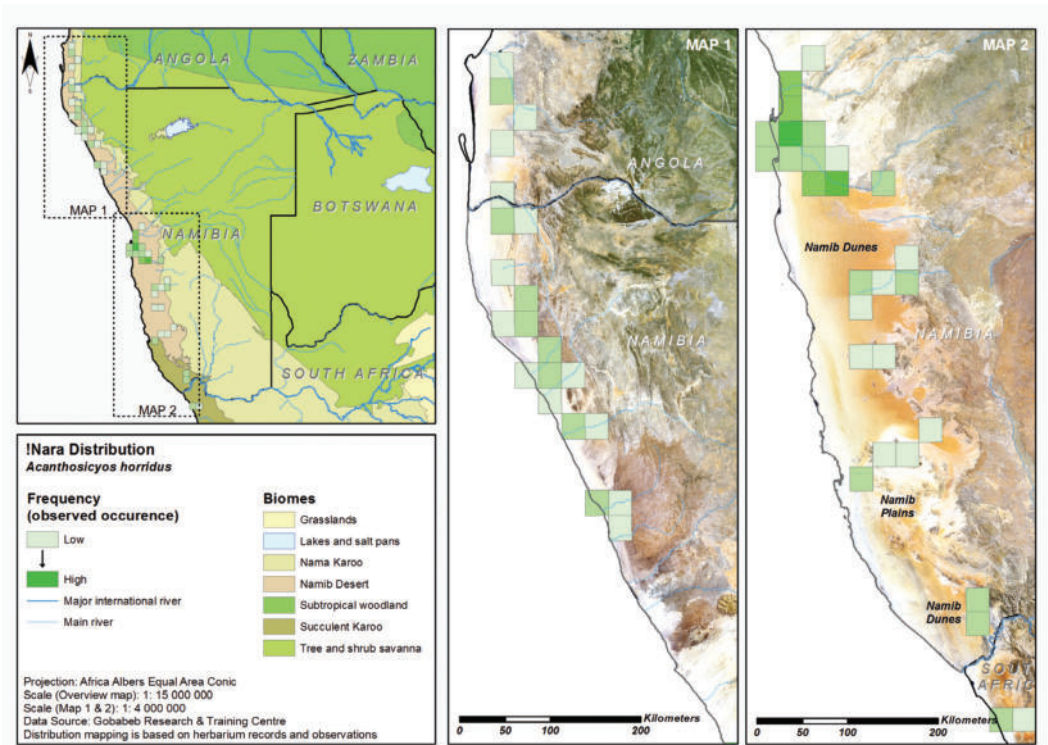 N
ANGOLA
ZAMBIA
BOTSWANA
MAP 1
NAMIBIA
SOUTH AFRICA
MAP 2
!Nara Distribution
Acanthosicyos horridus
Frequency
(observed occurence)
Low
High
Major international river
Main river
Biomes
Grasslands
Lakes and salt pans
Nama Karoo
Namib Desert
Subtropical woodland
Succulent Karoo
Tree and shrub savanna
Projection: Africa Albers Equal Area Conic
Scale (Overview map): 1: 15 000 000
Scale (Map 1 & 2): 1: 4 000 000
Data Source: Gobabeb Research & Training Centre
Distribution mapping is based on herbarium records and observations
MAP 1
ANGOLA
NAMIBIA
Kilometers
0 100 200
MAP 2
Namib Dunes
NAMIBIA
Namib
Plains
Namib
Dunes
SOUT
AFRIC
Kilometers
0 100 200